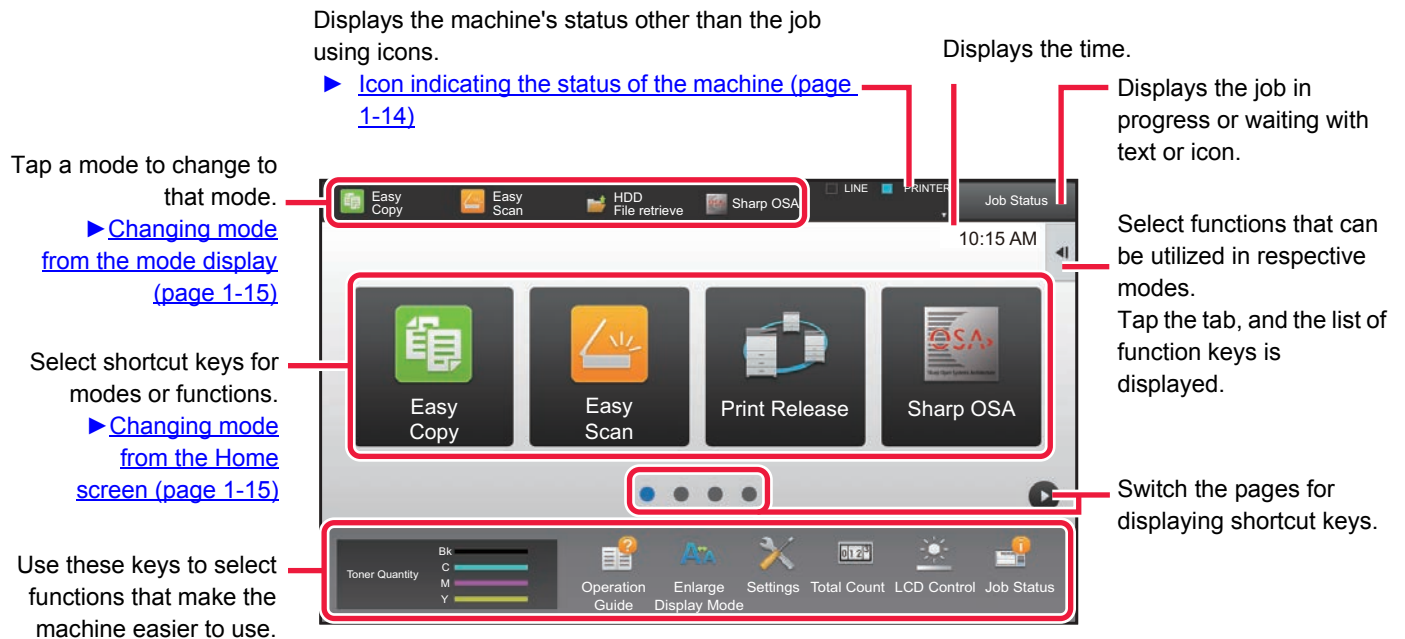 Displays the machine's status other than the job
using icons.
► Icon indicating the status of the machine (page
1-14)
Displays the time.
Displays the job in
progress or waiting with
text or icon.
Tap a mode to change to
that mode.
►Changing mode
from the mode display
(page 1-15)
Select shortcut keys for
modes or functions.
►Changing mode
from the Home
screen (page 1-15)
Use these keys to select
functions that make the
machine easier to use.
Easy
Copy
Easy
Scan
HDD
File retrieve
Sharp OSA
LINE
PRINTER
Job Status
10:15 AM
Easy
Copy
Easy
Scan
Print Release
OSA
Sharp OSA
Toner Quantity
Bk
C
M
Y
Operation
Guide
Enlarge
Display Mode
Settings
Total Count
LCD Control
Job Status
Select functions that can
be utilized in respective
modes.
Tap the tab, and the list of
function keys is
displayed.
Switch the pages for
displaying shortcut keys.